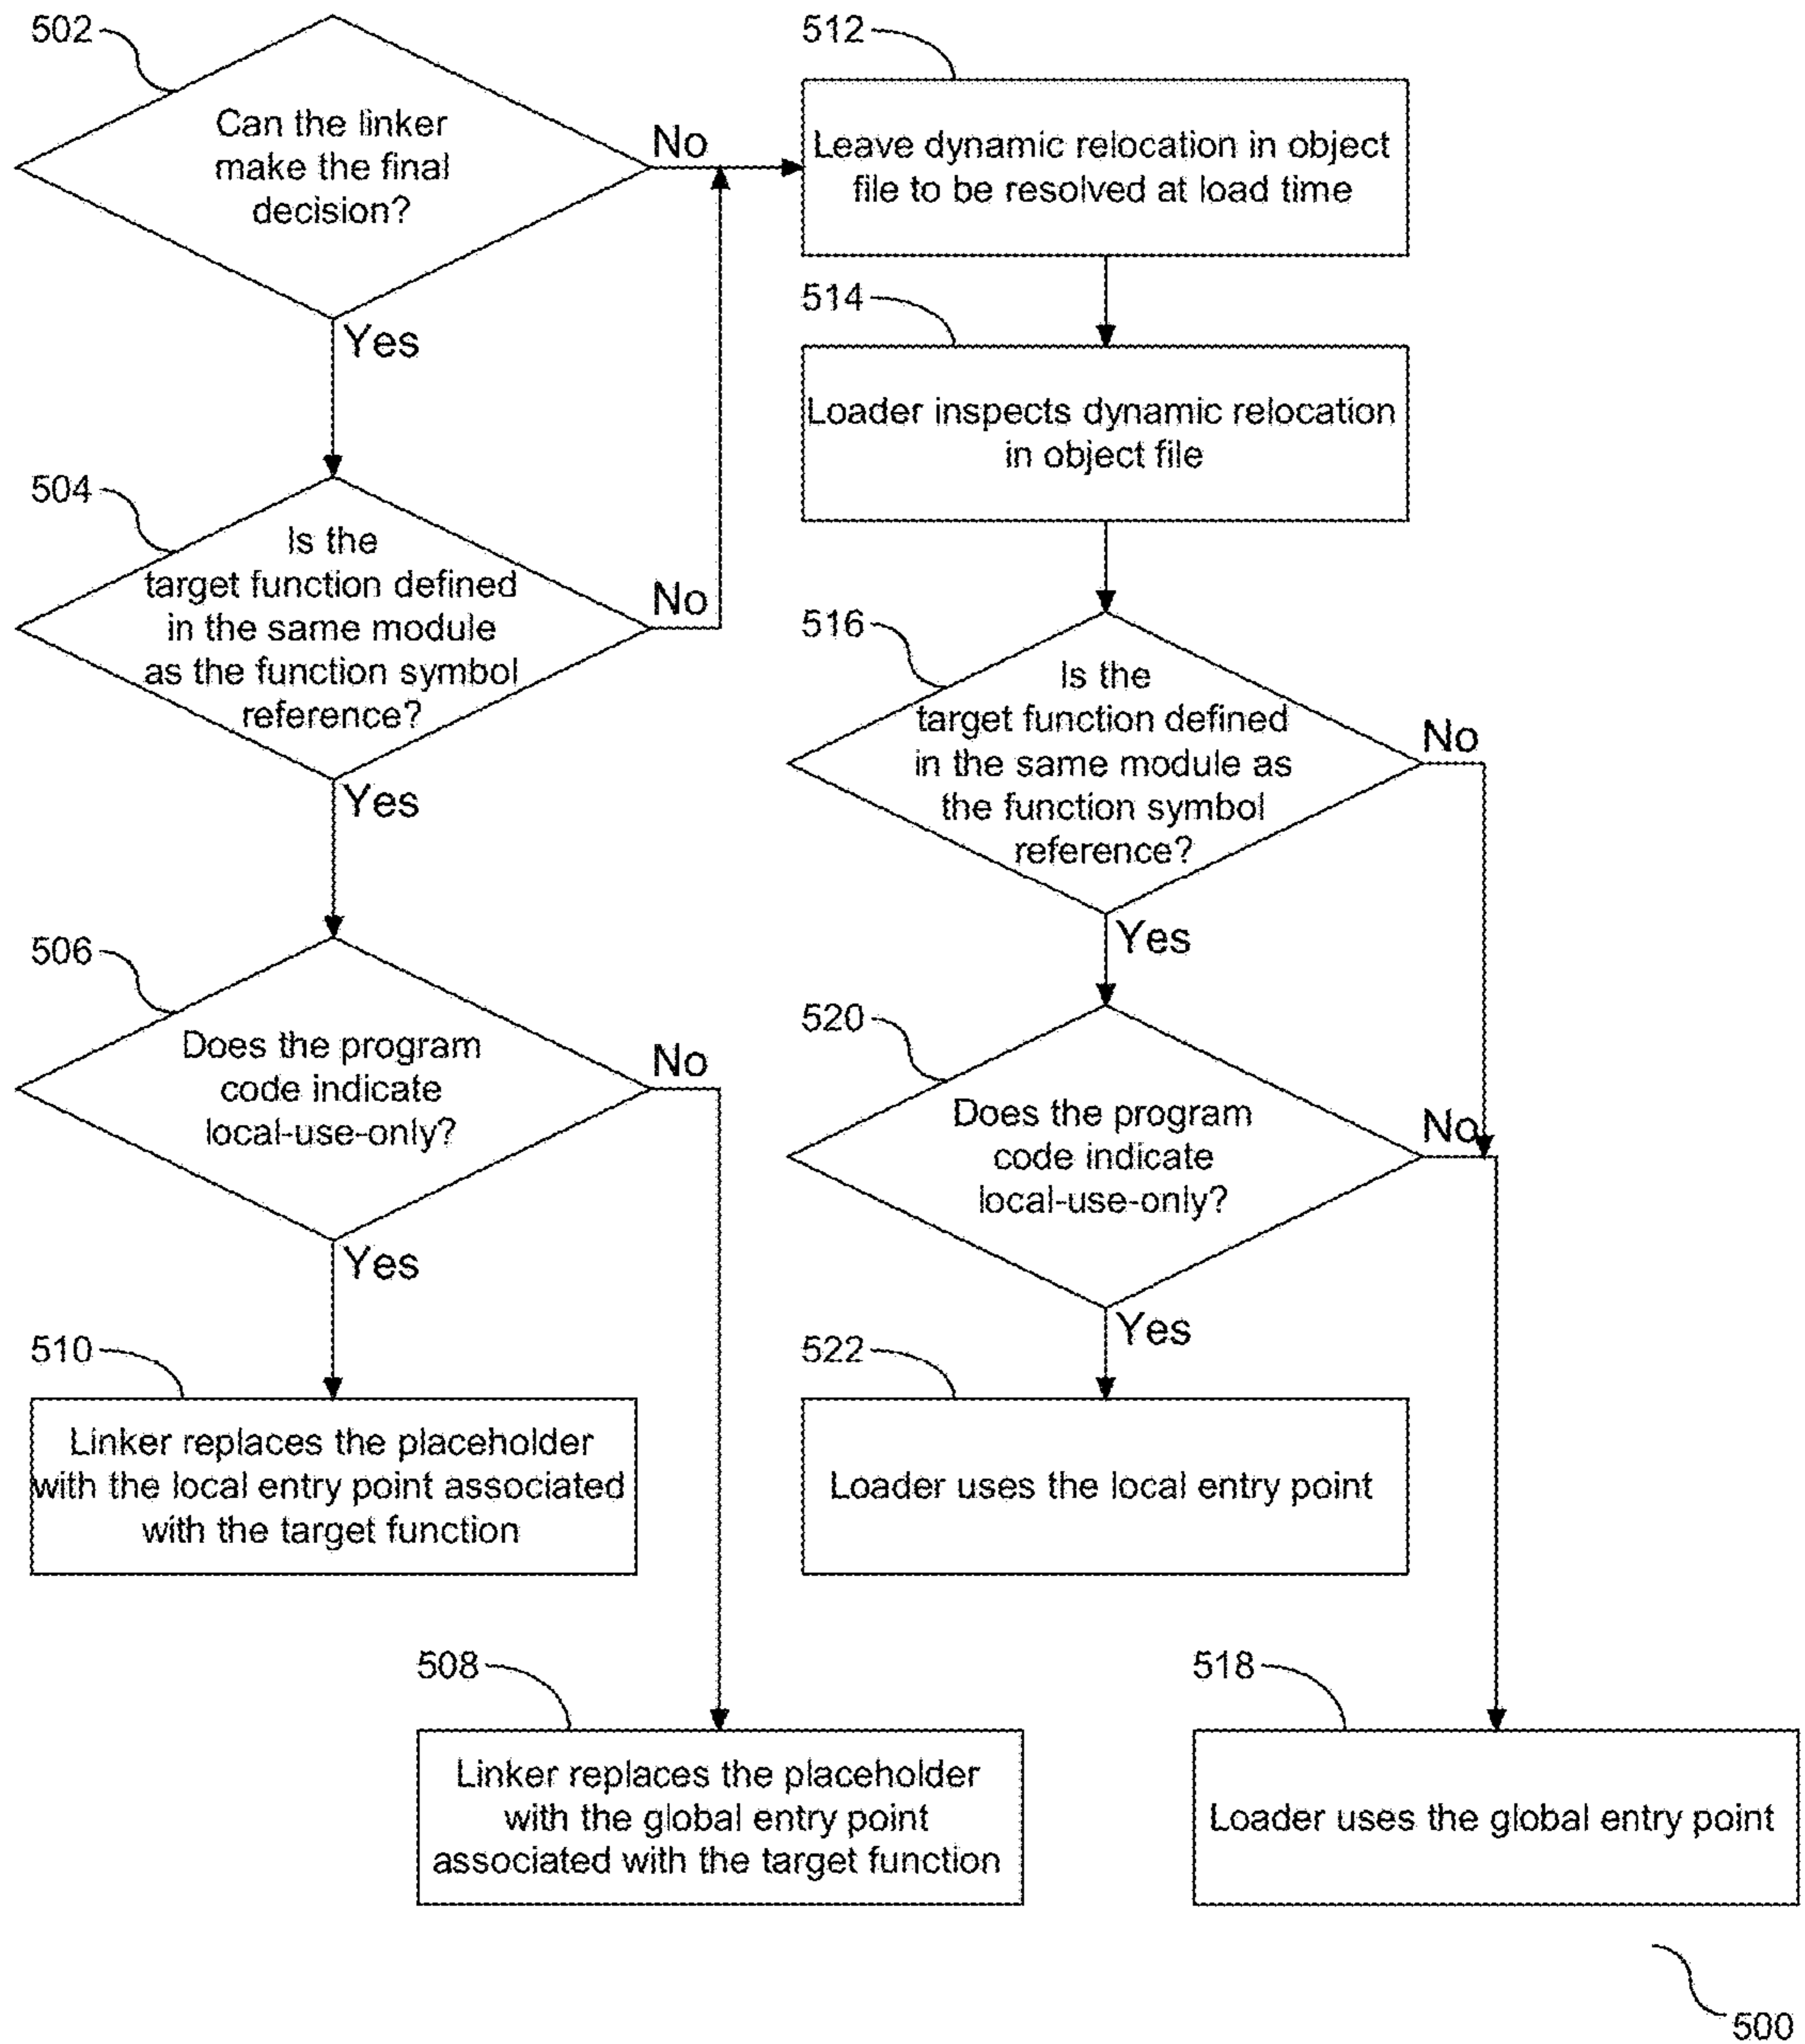 502
Can the linker
make the final
decision?
No
Yes
504
Is the
target function defined
in the same module
as the function symbol
reference?
No
Yes
506
Does the program
code indicate
local-use-only?
No
Yes
510
Linker replaces the placeholder
with the local entry point associated
with the target function
508
Linker replaces the placeholder
with the global entry point
associated with the target function
512
Leave dynamic relocation in object
file to be resolved at load time
514
Loader inspects dynamic relocation
in object file
516
Is the
target function defined
in the same module as
the function symbol
reference?
No
Yes
520
Does the program
code indicate
local-use-only?
No
Yes
522
Loader uses the local entry point
518
Loader uses the global entry point
500